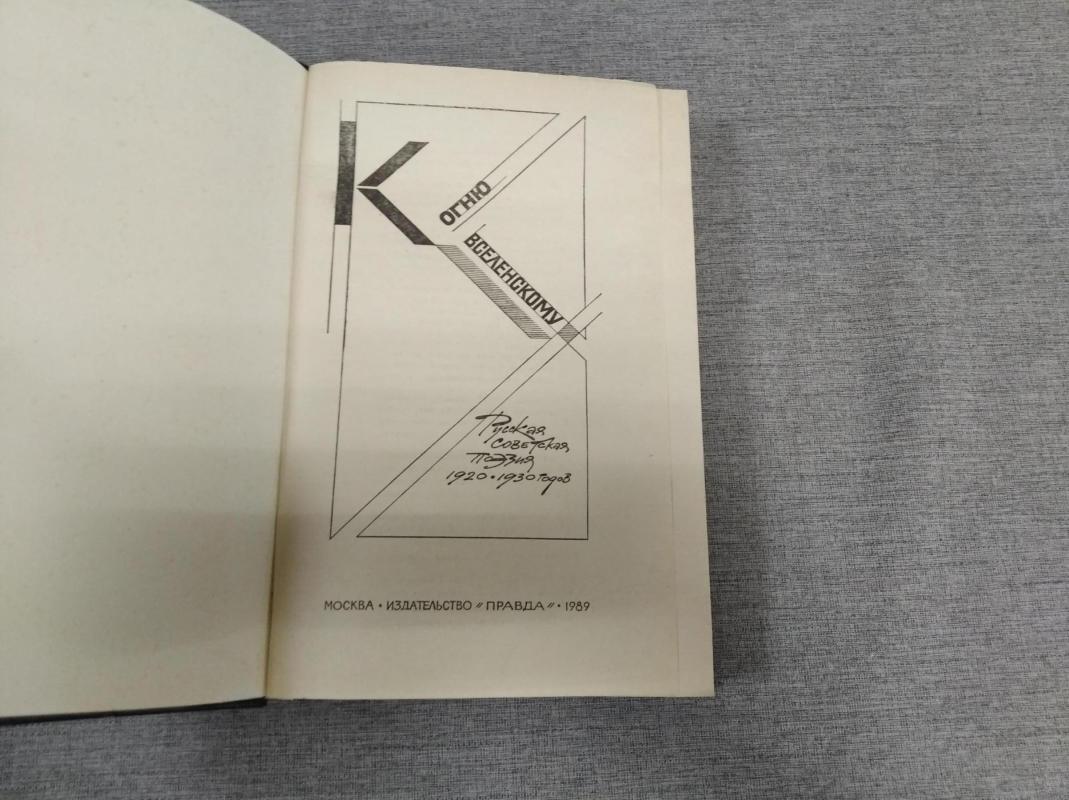 К
ОГНЮ
ВСЕЛЕНСКОМУ
Русская
советская
поэзия
1920 • 1930 годов
МОСКВА • ИЗДАТЕЛЬСТВО "ПРАВДА" • 1989